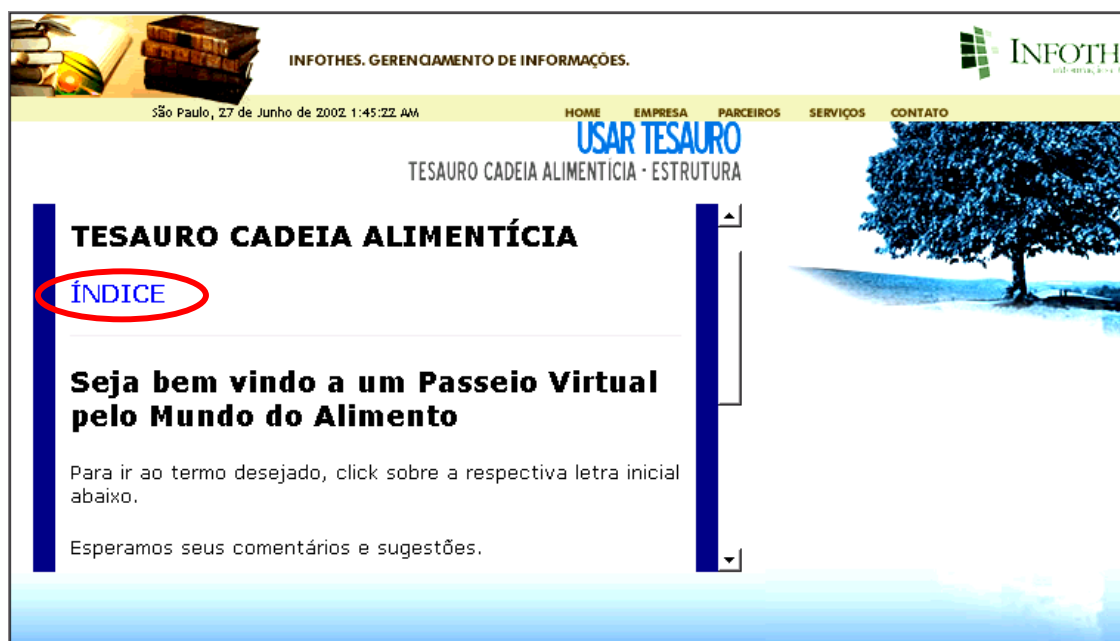 INFOTHES. GERENCIAMENTO DE INFORMAÇÕES.
INFOTH
São Paulo, 27 de Junho de 2002 1:45:22 AM
HOME EMPRESA PARCEIROS SERVIÇOS CONTATO
USAR TESAURO
TESAURO CADEIA ALIMENTÍCIA - ESTRUTURA
TESAURO CADEIA ALIMENTÍCIA
ÍNDICE
Seja bem vindo a um Passeio Virtual
pelo Mundo do Alimento
Para ir ao termo desejado, click sobre a respectiva letra inicial
abaixo.
Esperamos seus comentários e sugestões.